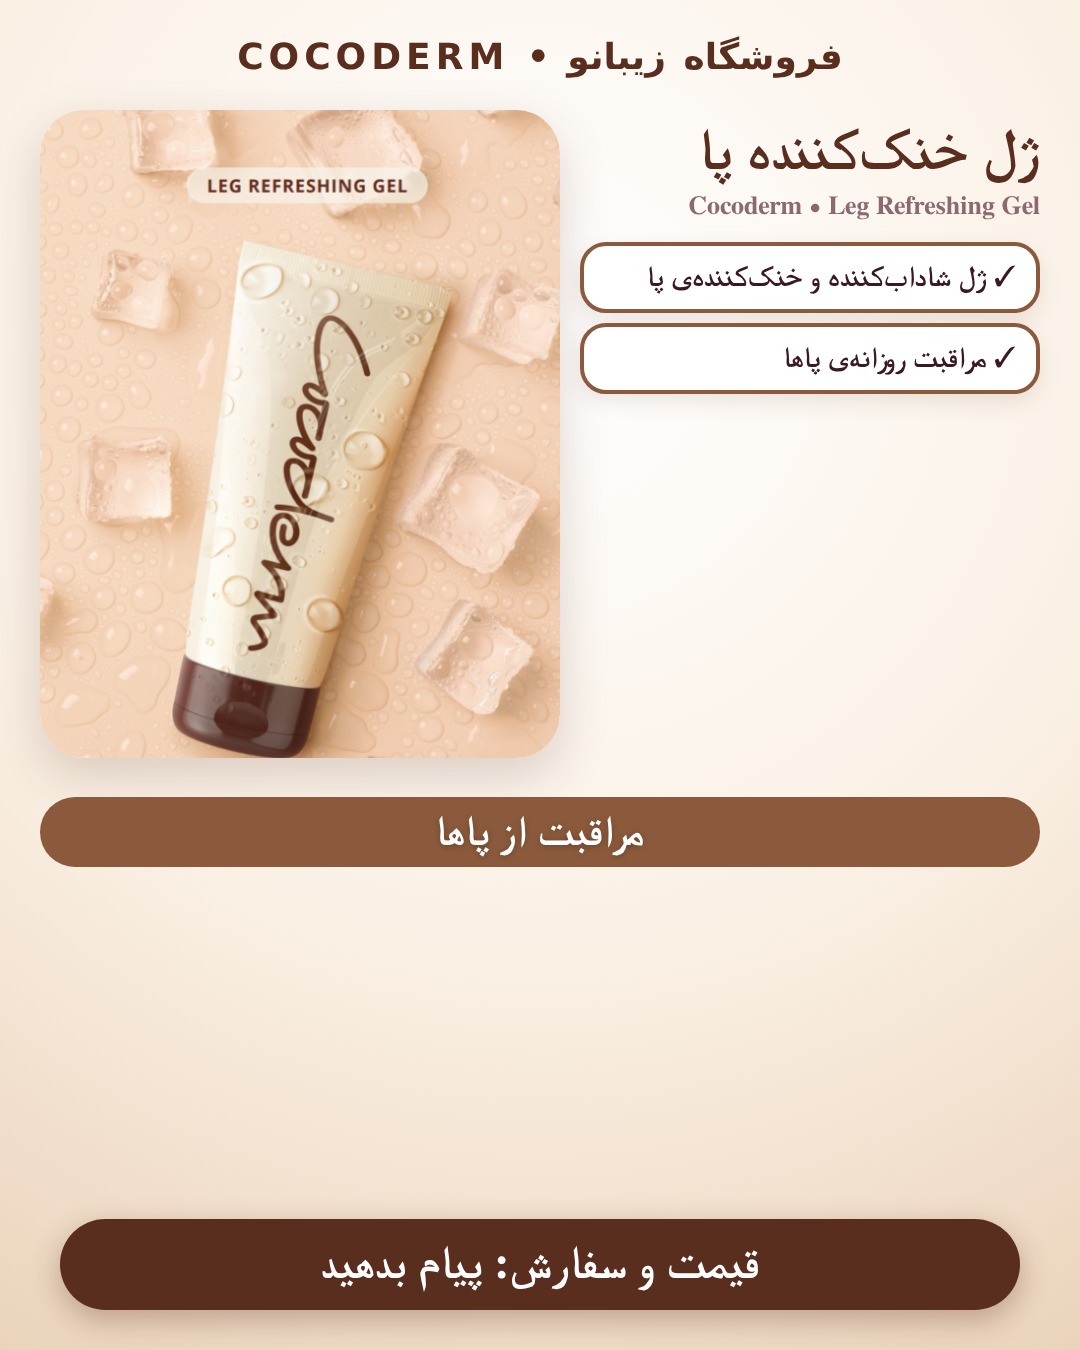 فروشگاه زیبانو • COCODERM
ژل خنک‌کننده پا
Cocoderm • Leg Refreshing Gel
✓ ژل شاداب‌کننده و خنک‌کننده‌ی پا
✓ مراقبت روزانه‌ی پاها
LEG REFRESHING GEL
Cocoderm
مراقبت از پاها
قیمت و سفارش: پیام بدهید